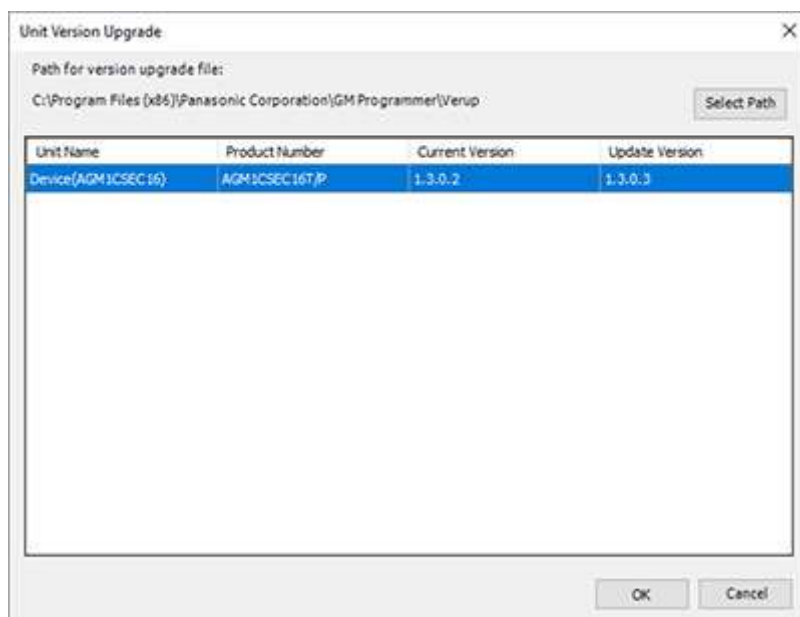 Unit Version Upgrade
Path for version upgrade file:
C:\Program Files (x86)\Panasonic Corporation\GM Programmer\Verup
Select Path
Unit Name Product Number Current Version Update Version
Device(AGM1CSEC16) AGM1CSEC16T/P 1.3.0.2 1.3.0.3
OK Cancel